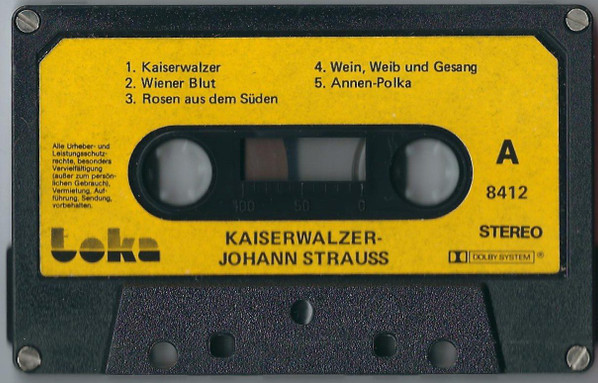 1. Kaiserwalzer
2. Wiener Blut
3. Rosen aus dem Süden
4. Wein, Weib und Gesang
5. Annen-Polka
Alle Urheber- und
Leistungsschutz-
rechte, besonders
Vervielfältigung
(außer zum persön-
lichen Gebrauch),
Vermietung, Auf-
führung, Sendung,
vorbehalten.
A
8412
100 50 0
toka
KAISERWALZER-
JOHANN STRAUSS
STEREO
DOLBY SYSTEM ®